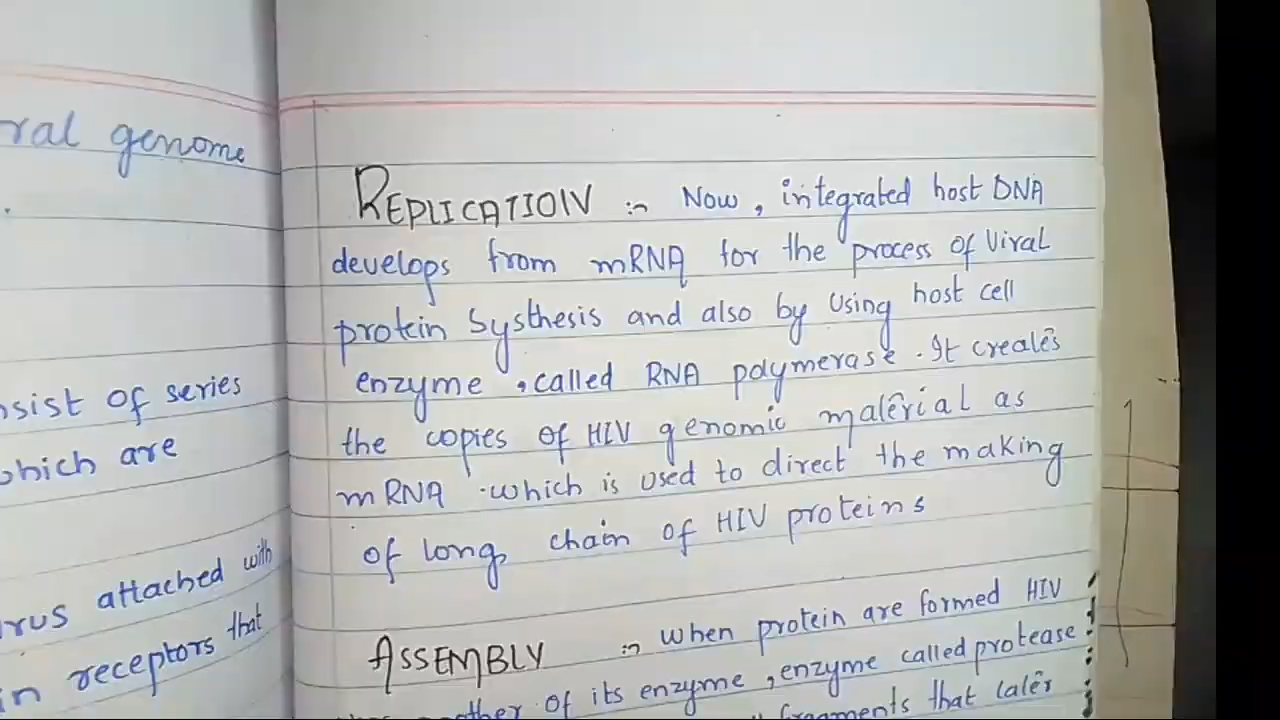 ral genome
nsist of series
which are
rus attached with
in receptors that
REPLICATION :- Now, integrated host DNA
develops from mRNA for the process of Viral
protein Systhesis and also by Using host cell
enzyme, called RNA polymerase. It creates
the copies of HIV genomic material as
mRNA. which is used to direct the making
of long chain of HIV proteins
ASSEMBLY :- when protein are formed HIV
of its enzyme, enzyme called protease
fragments that later